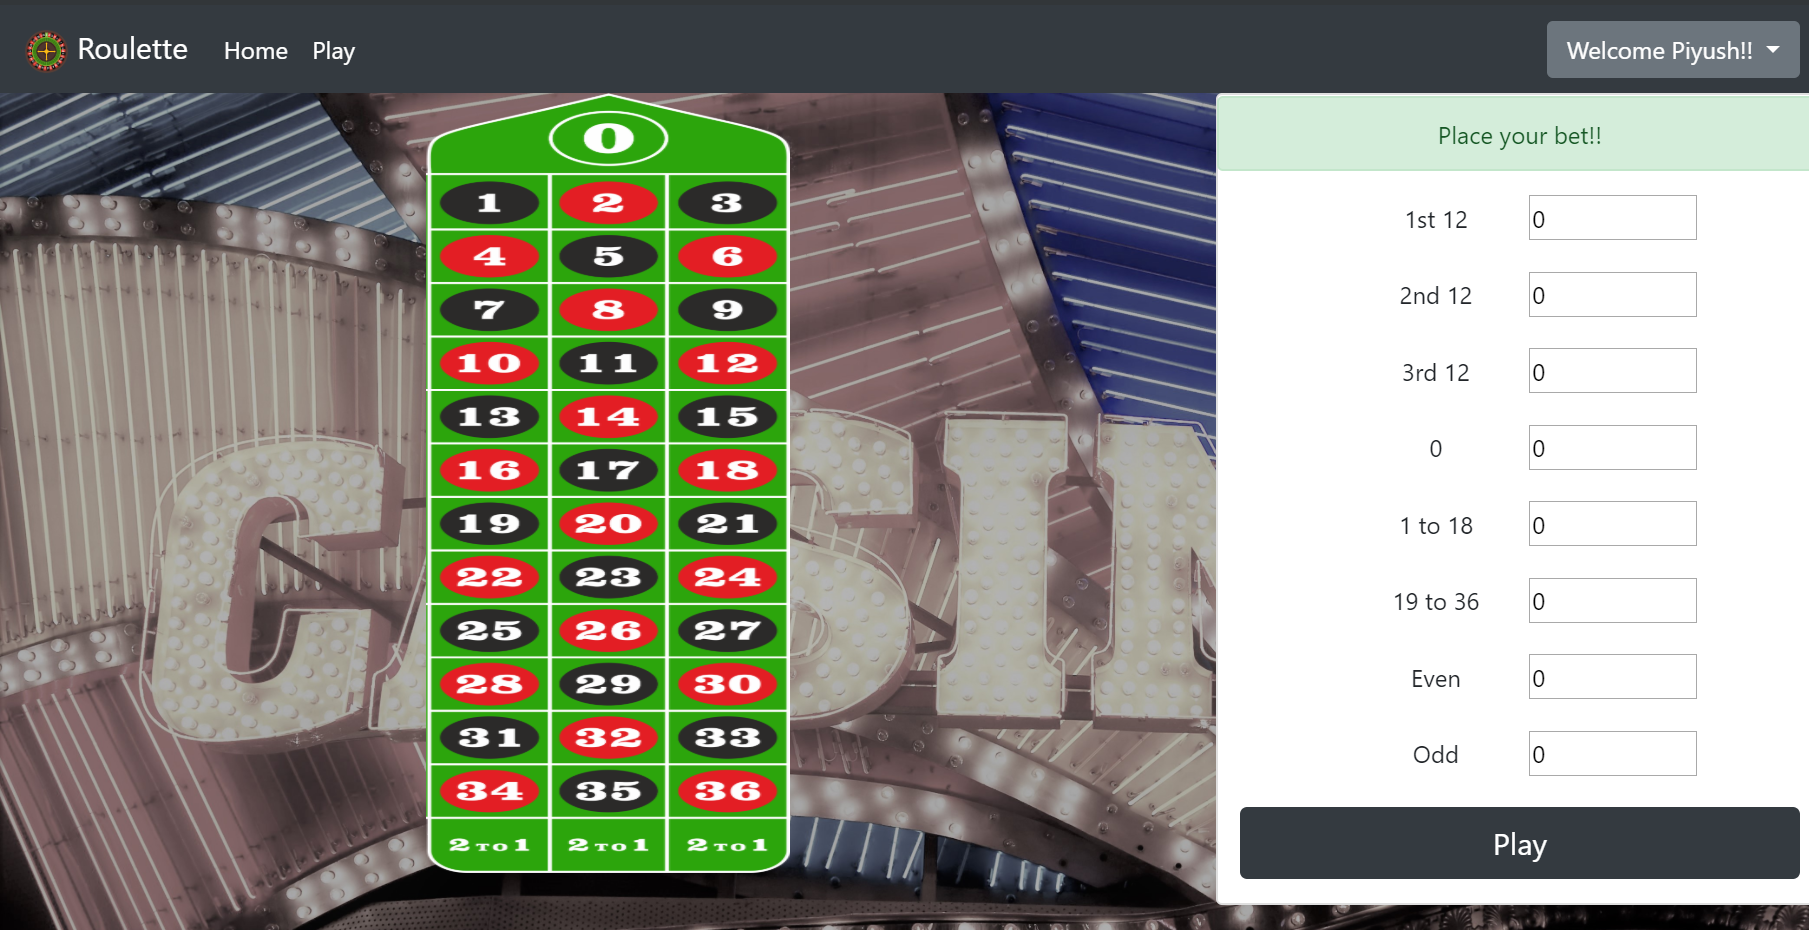 Roulette Home Play Welcome Piyush!!
0
1 2 3
4 5 6
7 8 9
10 11 12
13 14 15
16 17 18
19 20 21
22 23 24
25 26 27
28 29 30
31 32 33
34 35 36
2 TO 1 2 TO 1 2 TO 1
Place your bet!!
1st 12 0
2nd 12 0
3rd 12 0
0 0
1 to 18 0
19 to 36 0
Even 0
Odd 0
Play